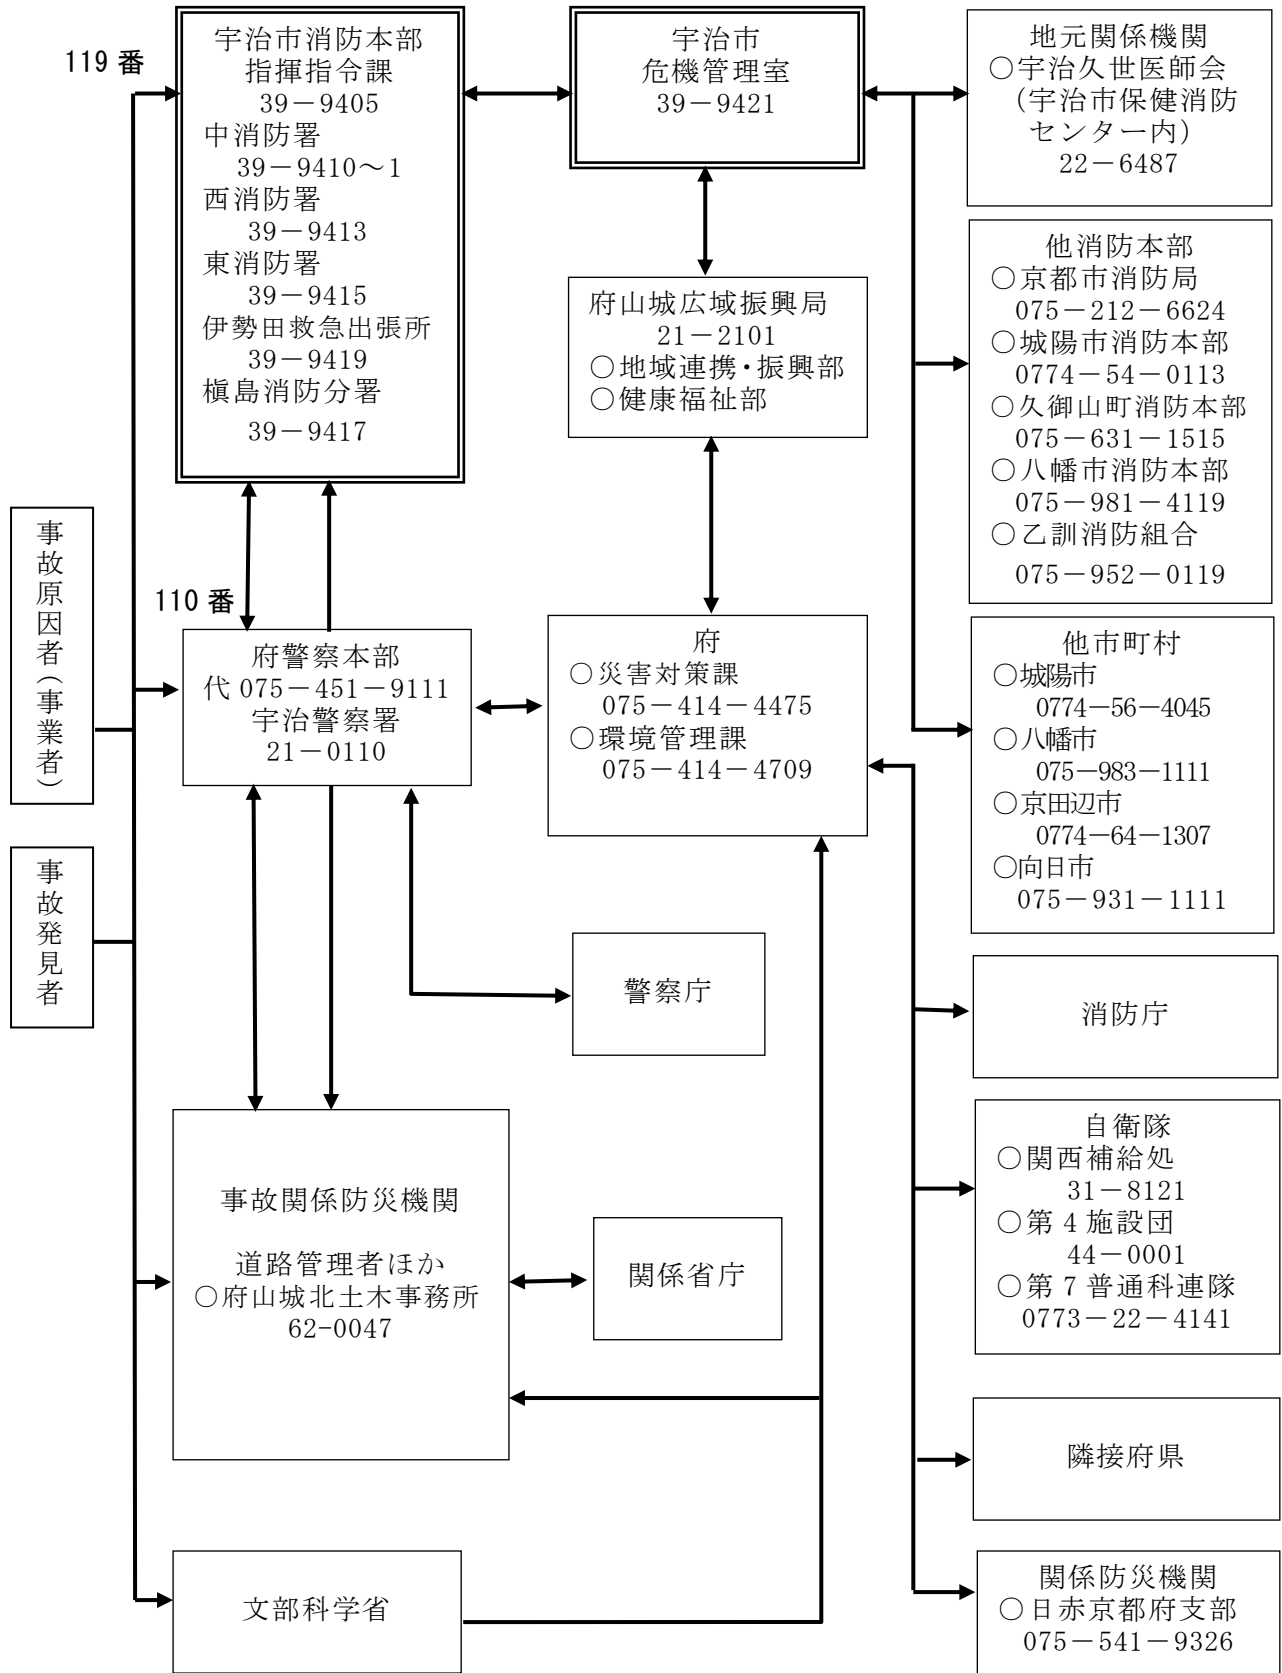 119 番
宇治市消防本部
指揮指令課
39－9405
中消防署
39－9410～1
西消防署
39－9413
東消防署
39－9415
伊勢田救急出張所
39－9419
槇島消防分署
39－9417
宇治市
危機管理室
39－9421
地元関係機関
○宇治久世医師会
（宇治市保健消防
センター内）
22－6487
府山城広域振興局
21－2101
○地域連携・振興部
○健康福祉部
他消防本部
○京都市消防局
075－212－6624
○城陽市消防本部
0774－54－0113
○久御山町消防本部
075－631－1515
○八幡市消防本部
075－981－4119
○乙訓消防組合
075－952－0119
事故原因者（事業者）
110 番
府警察本部
代 075－451－9111
宇治警察署
21－0110
府
○災害対策課
075－414－4475
○環境管理課
075－414－4709
他市町村
○城陽市
0774－56－4045
○八幡市
075－983－1111
○京田辺市
0774－64－1307
○向日市
075－931－1111
事故発見者
警察庁
消防庁
事故関係防災機関
道路管理者ほか
○府山城北土木事務所
62-0047
関係省庁
自衛隊
○関西補給処
31－8121
○第 4 施設団
44－0001
○第 7 普通科連隊
0773－22－4141
隣接府県
文部科学省
関係防災機関
○日赤京都府支部
075－541－9326